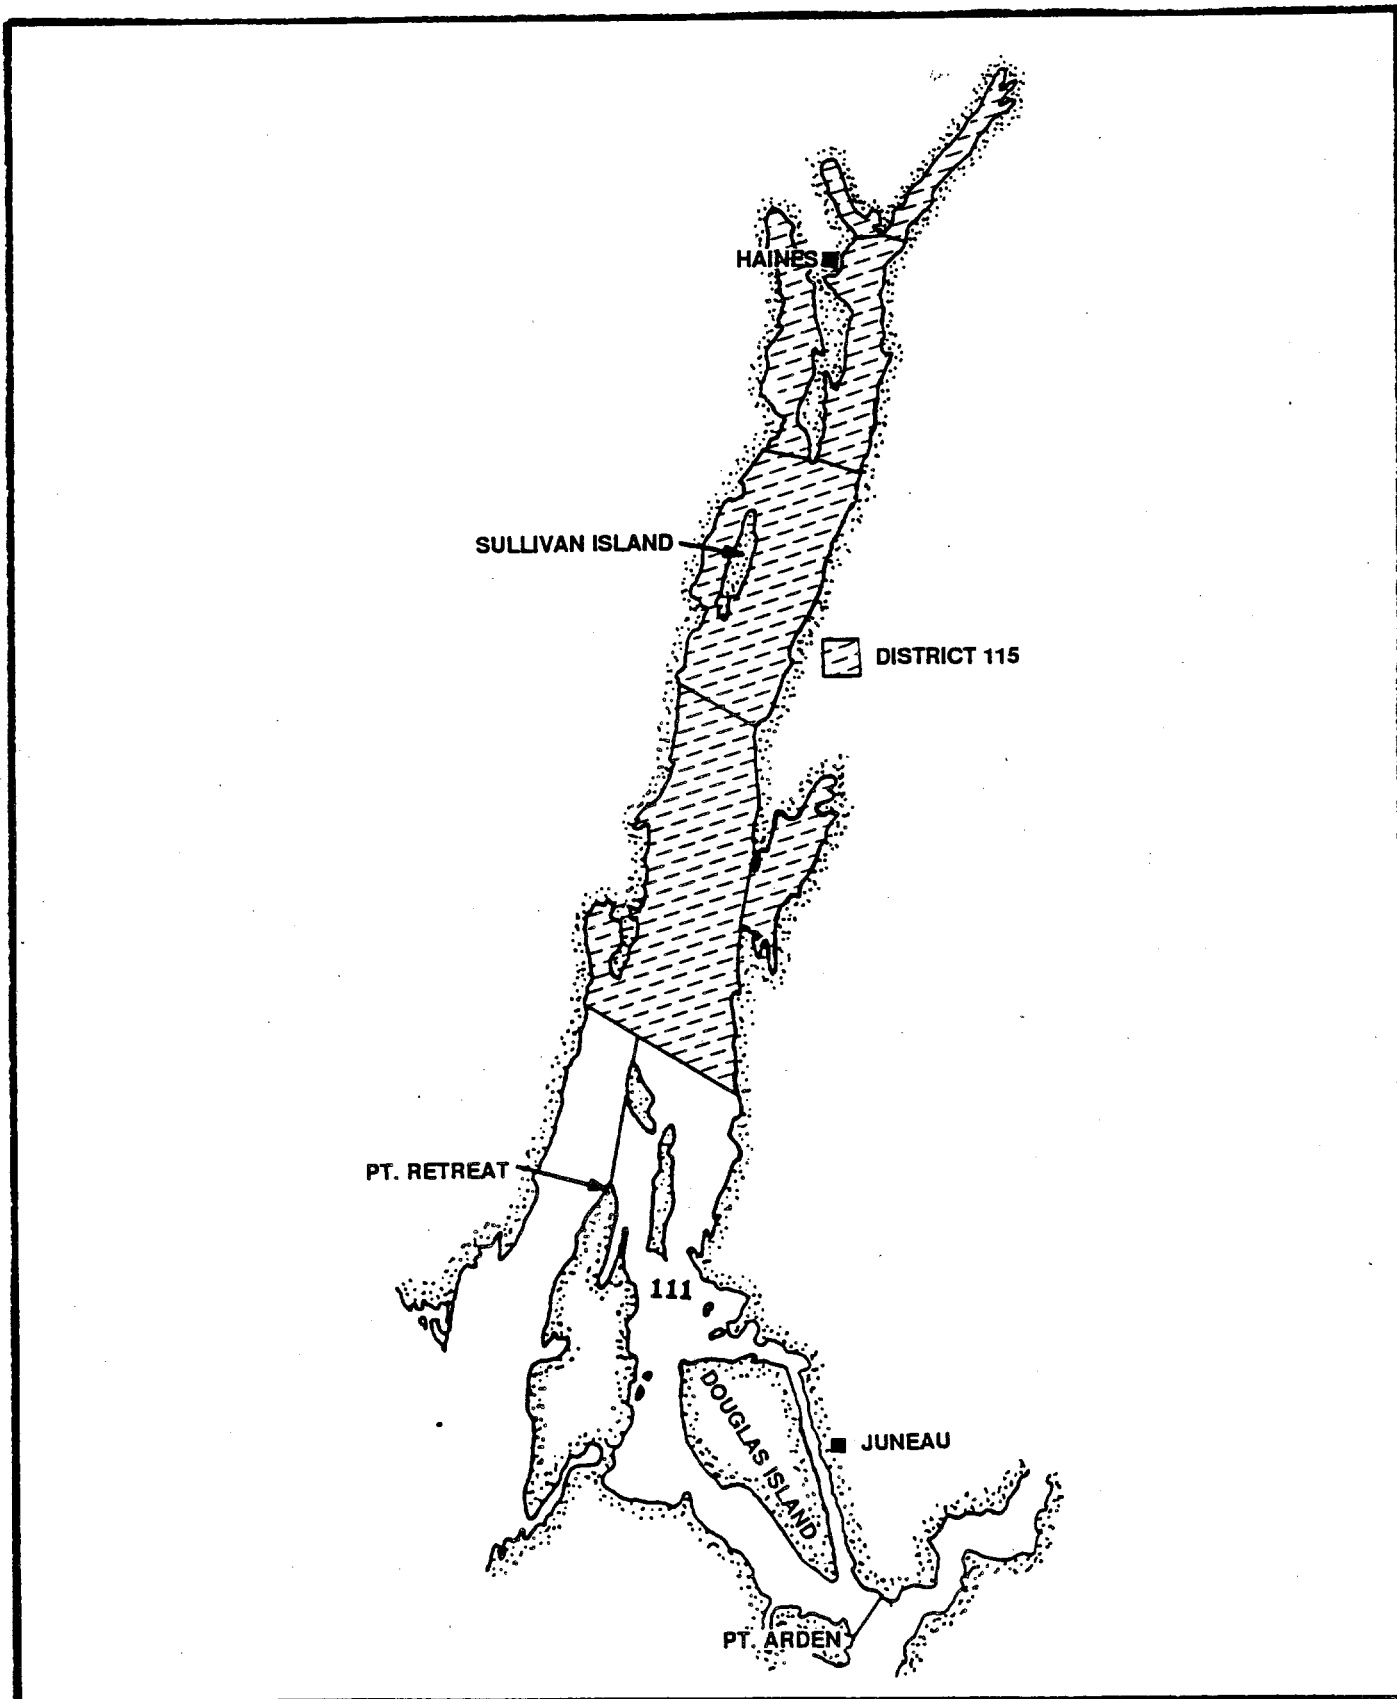 HAINES
SULLIVAN ISLAND
DISTRICT 115
PT. RETREAT
111
DOUGLAS ISLAND
JUNEAU
PT. ARDEN